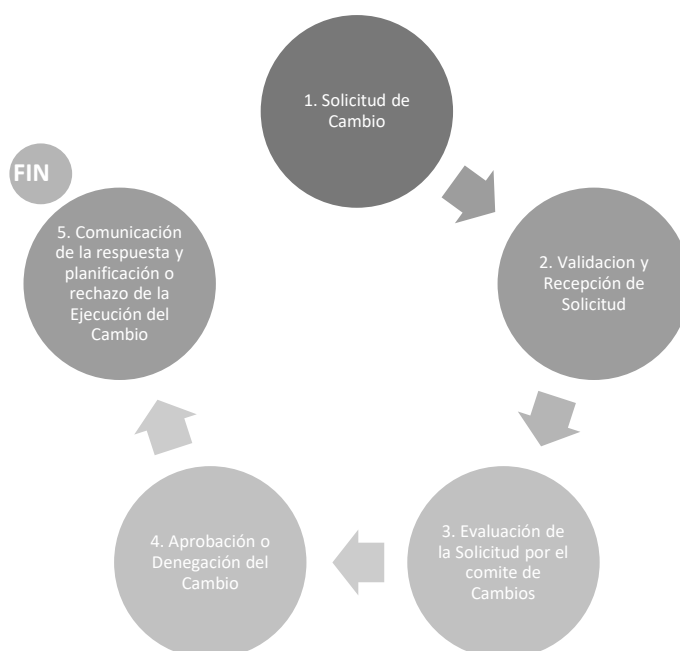 1. Solicitud de
Cambio
2. Validacion y
Recepción de
Solicitud
3. Evaluación de
la Solicitud por el
comite de
Cambios
4. Aprobación o
Denegación del
Cambio
5. Comunicación
de la respuesta y
planificación o
rechazo de la
Ejecución del
Cambio
FIN